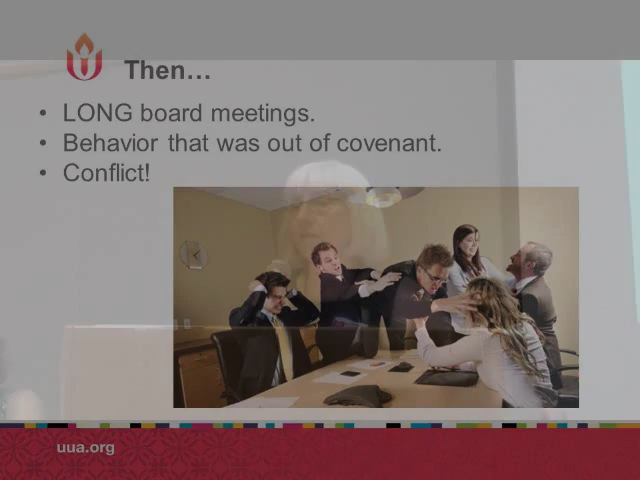 Then…
• LONG board meetings.
• Behavior that was out of covenant.
• Conflict!
uua.org